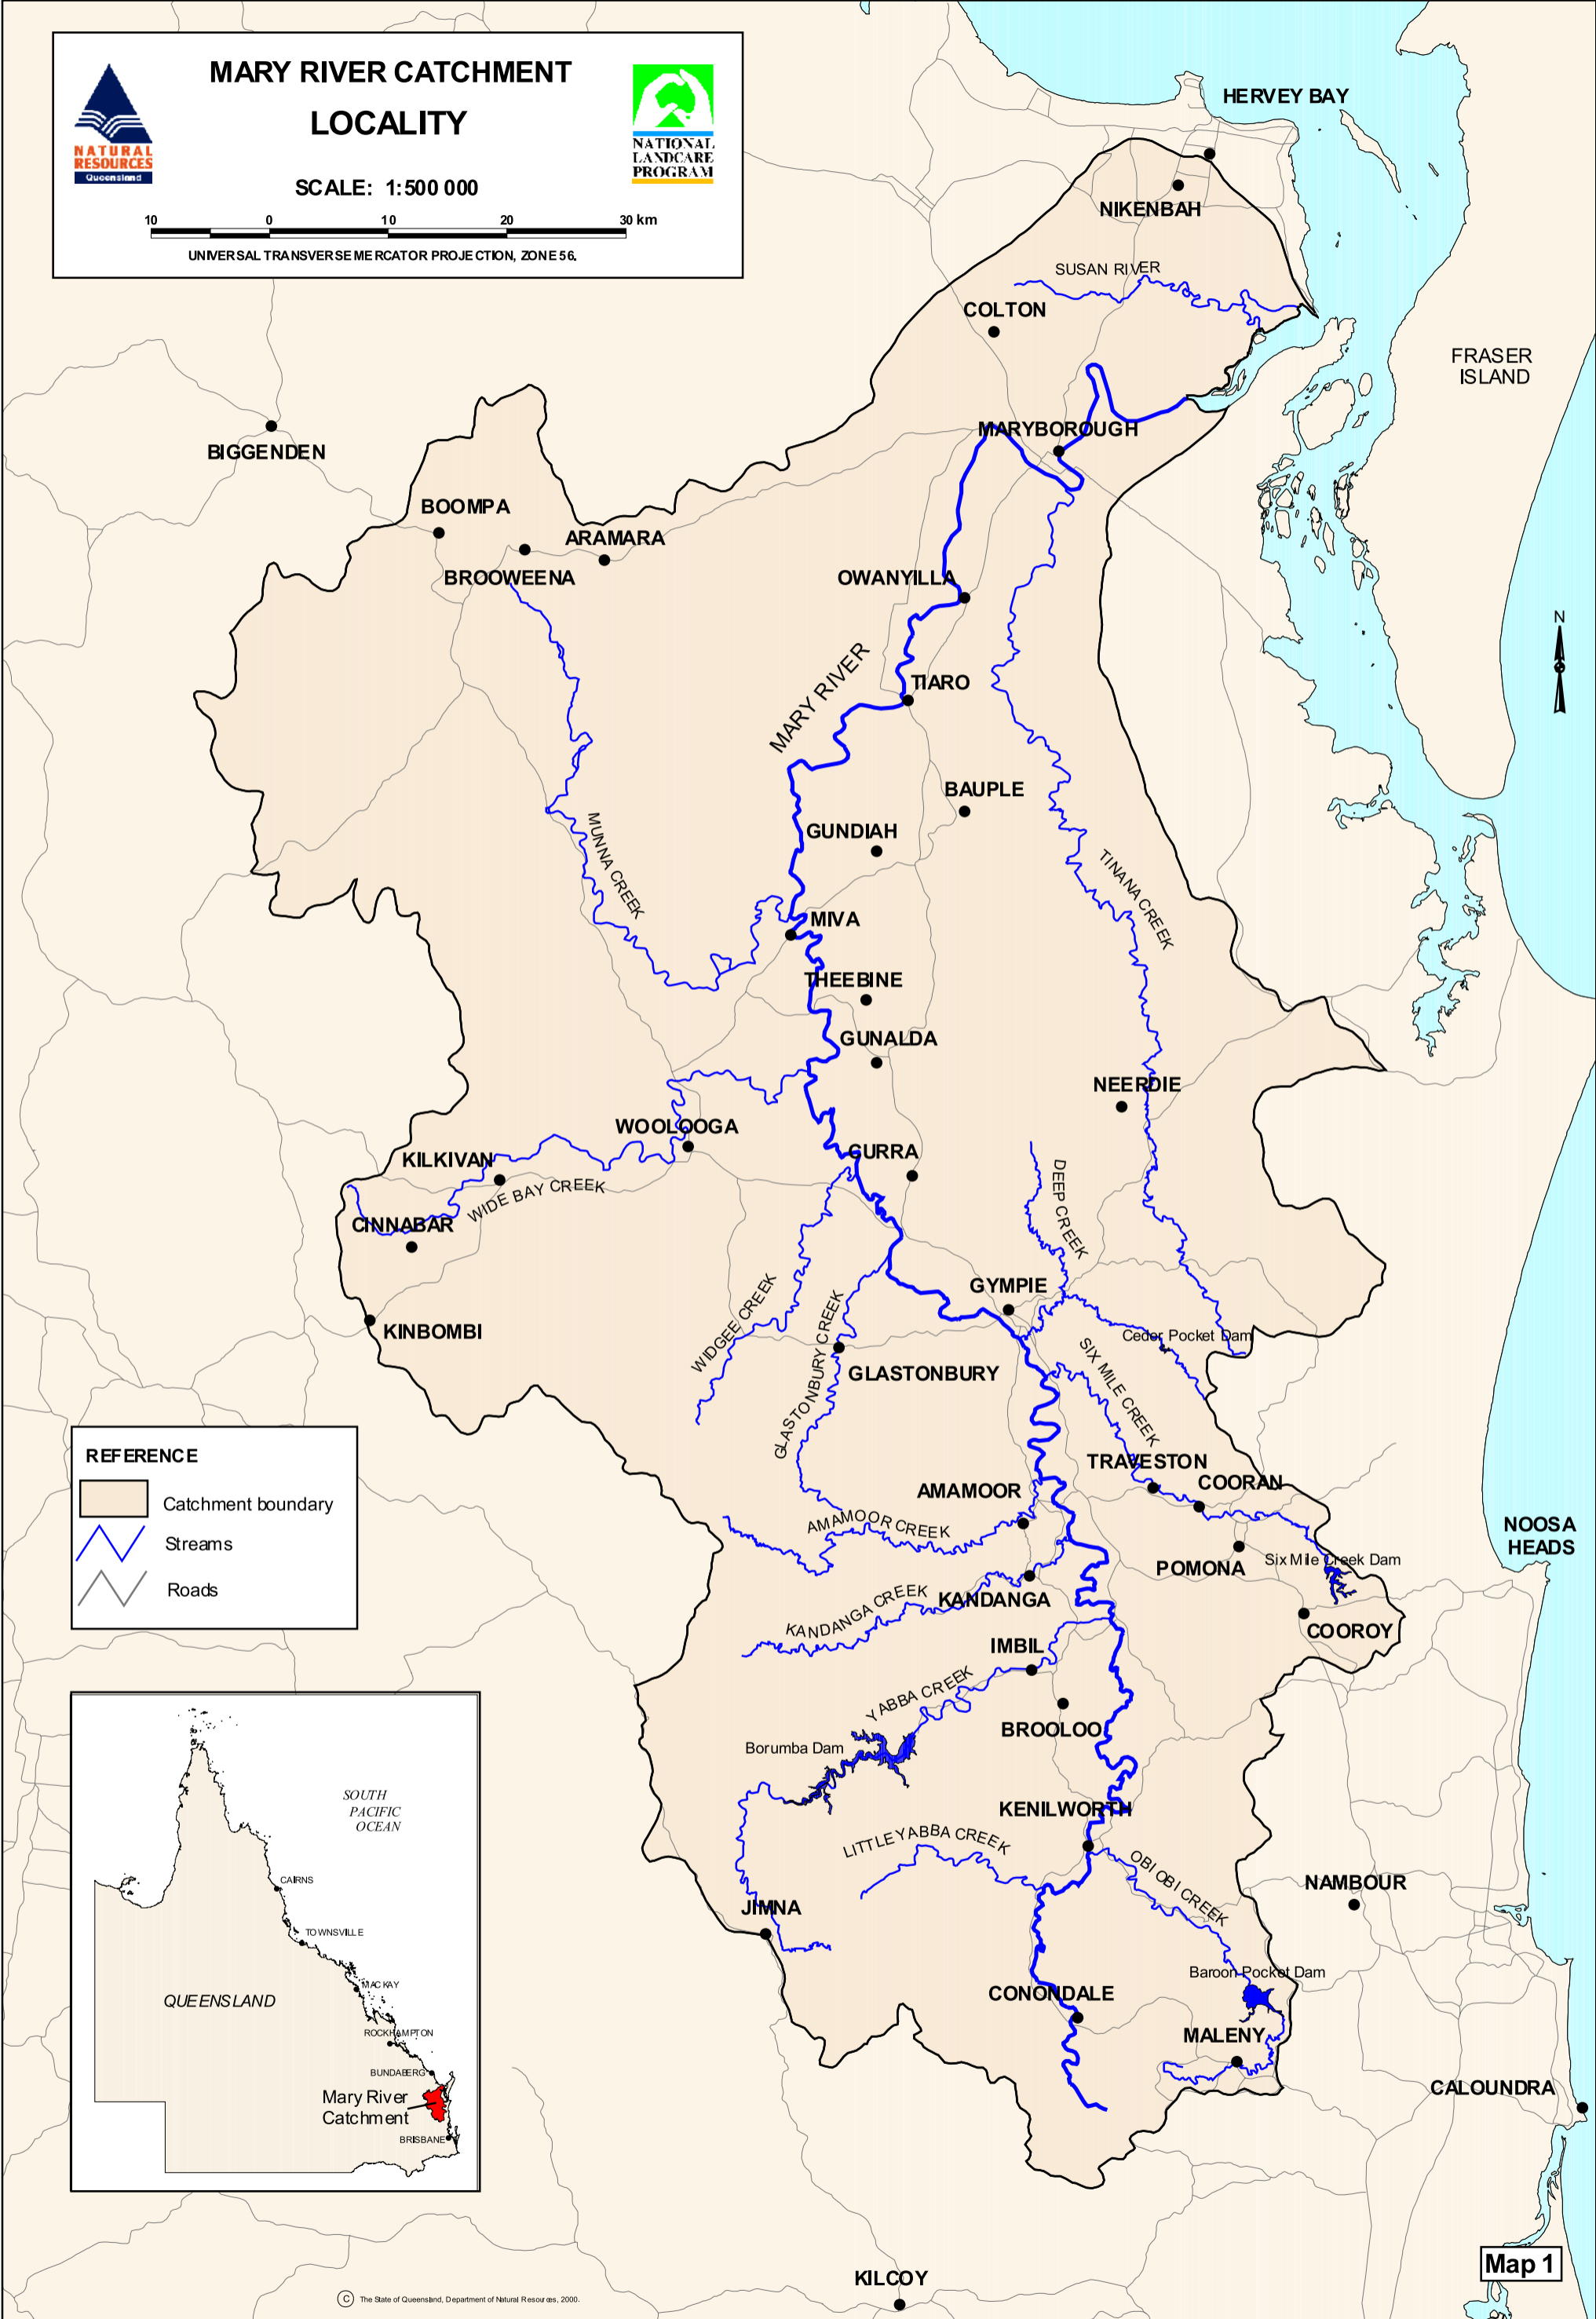 MARY RIVER CATCHMENT
LOCALITY
SCALE: 1:500 000
10 0 10 20 30 km
UNIVERSAL TRANSVERSE MERCATOR PROJECTION, ZONE 56.
NATURAL
RESOURCES
Queensland
NATIONAL
LANDCARE
PROGRAM
HERVEY BAY
NIKENBAH
SUSAN RIVER
COLTON
FRASER
ISLAND
MARYBOROUGH
BIGGENDEN
BOOMPA
ARAMARA
BROOWEENA
OWANYILLA
N
MARY RIVER
TIARO
BAUPLE
GUNDIAH
MUNNA CREEK
TINANA CREEK
MIVA
THEEBINE
GUNALDA
NEERDIE
WOOLOOGA
KILKIVAN
GURRA
WIDE BAY CREEK
DEEP CREEK
CINNABAR
GYMPIE
KINBOMBI
WIDGEE CREEK
GLASTONBURY CREEK
Ceder Pocket Dam
SIX MILE CREEK
GLASTONBURY
REFERENCE
Catchment boundary
Streams
Roads
TRAVESTON
COORAN
AMAMOOR
AMAMOOR CREEK
NOOSA
HEADS
POMONA
Six Mile Creek Dam
KANDANGA CREEK
KANDANGA
COOROY
IMBIL
YABBA CREEK
BROOLOO
Borumba Dam
KENILWORTH
LITTLE YABBA CREEK
OBI OBI CREEK
NAMBOUR
JIMNA
Baroon Pocket Dam
CONONDALE
MALENY
CALOUNDRA
SOUTH
PACIFIC
OCEAN
CAIRNS
TOWNSVILLE
MACKAY
QUEENSLAND
ROCKHAMPTON
BUNDABERG
Mary River
Catchment
BRISBANE
Map 1
KILCOY
C The State of Queensland, Department of Natural Resources, 2000.